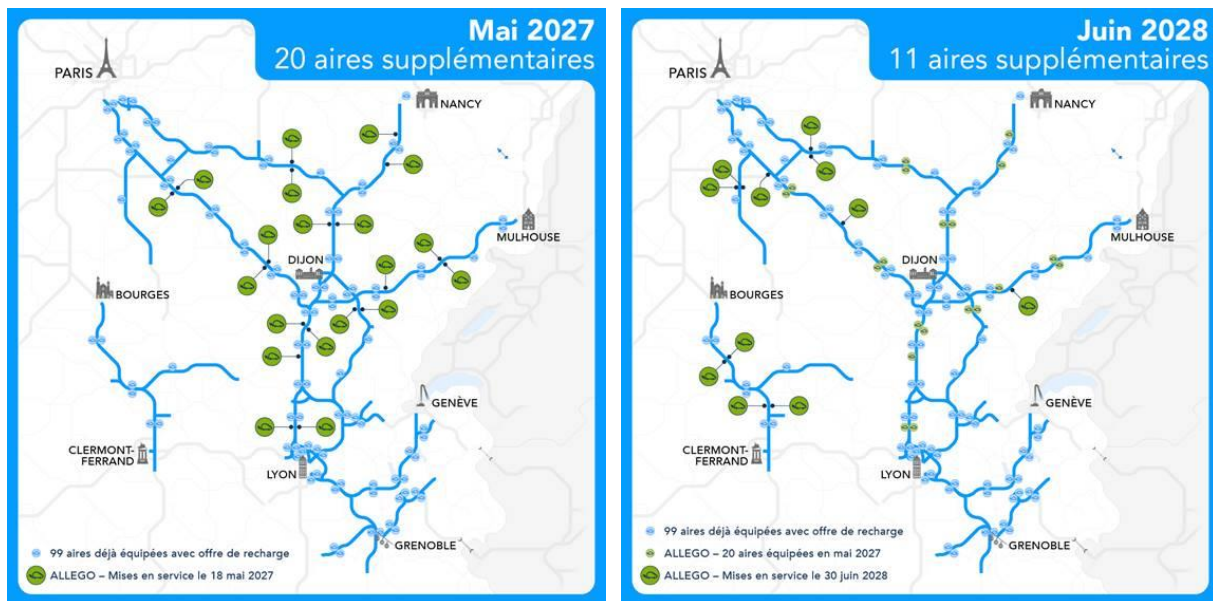 Mai 2027
20 aires supplémentaires
PARIS
NANCY
MULHOUSE
DIJON
BOURGES
GENÈVE
CLERMONT-
FERRAND
LYON
GRENOBLE
99 aires déjà équipées avec offre de recharge
ALLEGO – Mises en service le 18 mai 2027
Juin 2028
11 aires supplémentaires
PARIS
NANCY
MULHOUSE
DIJON
BOURGES
GENÈVE
CLERMONT-
FERRAND
LYON
GRENOBLE
99 aires déjà équipées avec offre de recharge
ALLEGO – 20 aires équipées en mai 2027
ALLEGO – Mises en service le 30 juin 2028